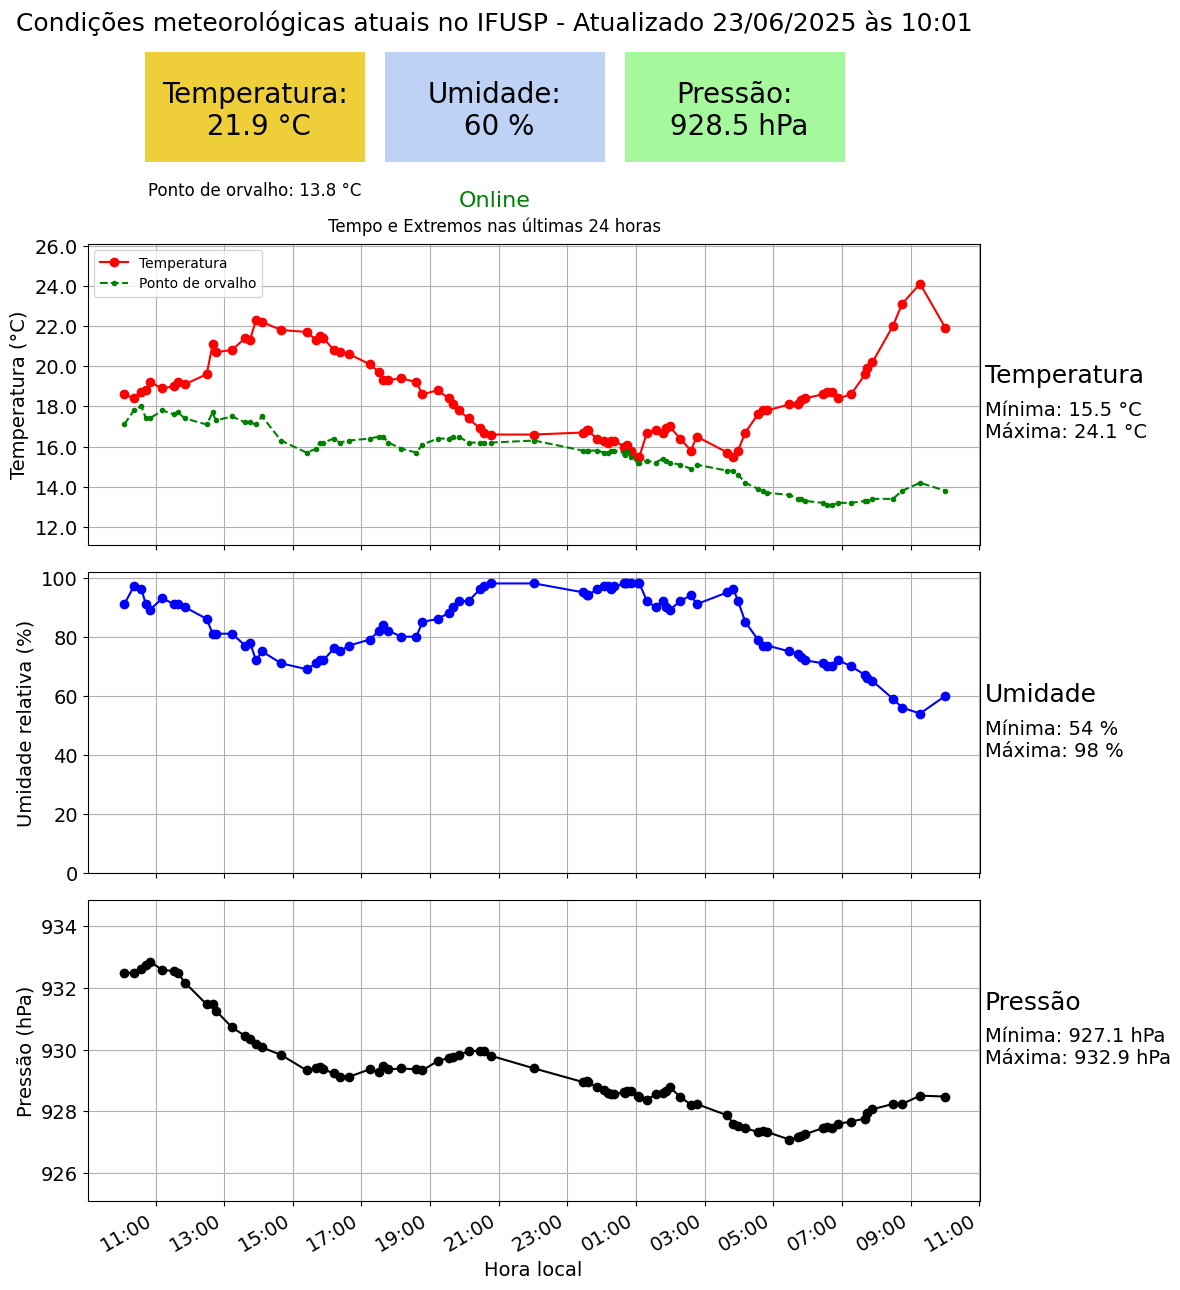 Condições meteorológicas atuais no IFUSP - Atualizado 23/06/2025 às 10:01
Temperatura:
21.9 °C
Umidade:
60 %
Pressão:
928.5 hPa
Ponto de orvalho: 13.8 °C
Online
Tempo e Extremos nas últimas 24 horas
Temperatura (°C)
26.0
24.0
22.0
20.0
18.0
16.0
14.0
12.0
Temperatura
Ponto de orvalho
Temperatura
Mínima: 15.5 °C
Máxima: 24.1 °C
Umidade relativa (%)
100
80
60
40
20
0
Umidade
Mínima: 54 %
Máxima: 98 %
Pressão (hPa)
934
932
930
928
926
Pressão
Mínima: 927.1 hPa
Máxima: 932.9 hPa
11:00 13:00 15:00 17:00 19:00 21:00 23:00 01:00 03:00 05:00 07:00 09:00 11:00
Hora local